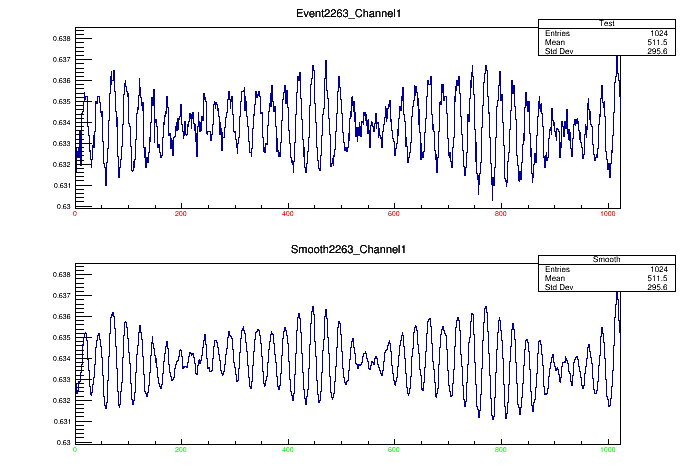 Event2263_Channel1
Test
Entries 1024
Mean 511.5
Std Dev 295.6
0.638
0.637
0.636
0.635
0.634
0.633
0.632
0.631
0.63
0 200 400 600 800 1000
Smooth2263_Channel1
Smooth
Entries 1024
Mean 511.5
Std Dev 295.6
0.638
0.637
0.636
0.635
0.634
0.633
0.632
0.631
0.63
0 200 400 600 800 1000